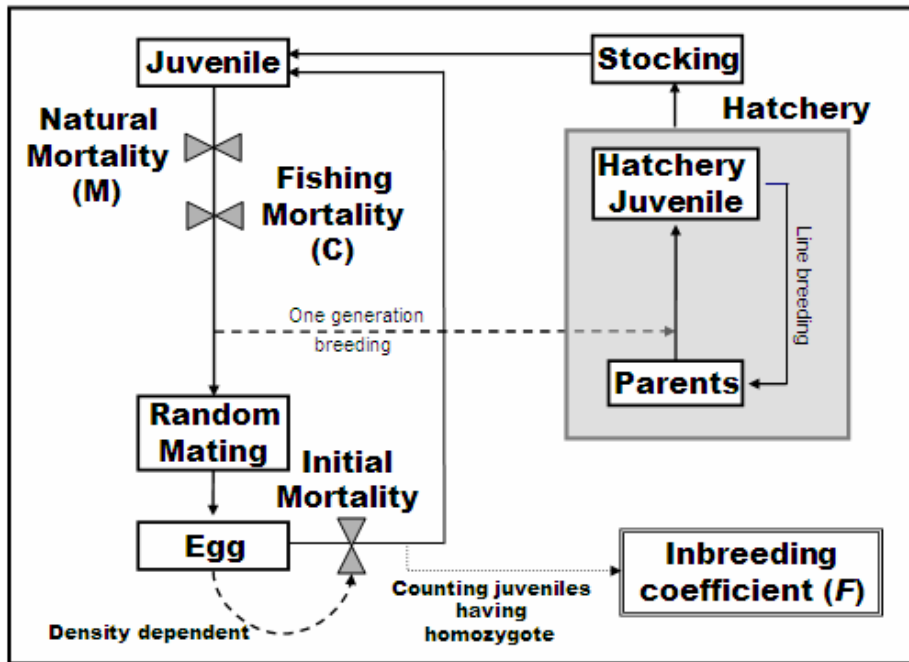 Juvenile
Stocking
Hatchery
Natural
Mortality
(M)
Fishing
Mortality
(C)
Hatchery
Juvenile
Line breeding
One generation
breeding
Parents
Random
Mating
Initial
Mortality
Egg
Inbreeding
coefficient (F)
Counting juveniles
having
homozygote
Density dependent